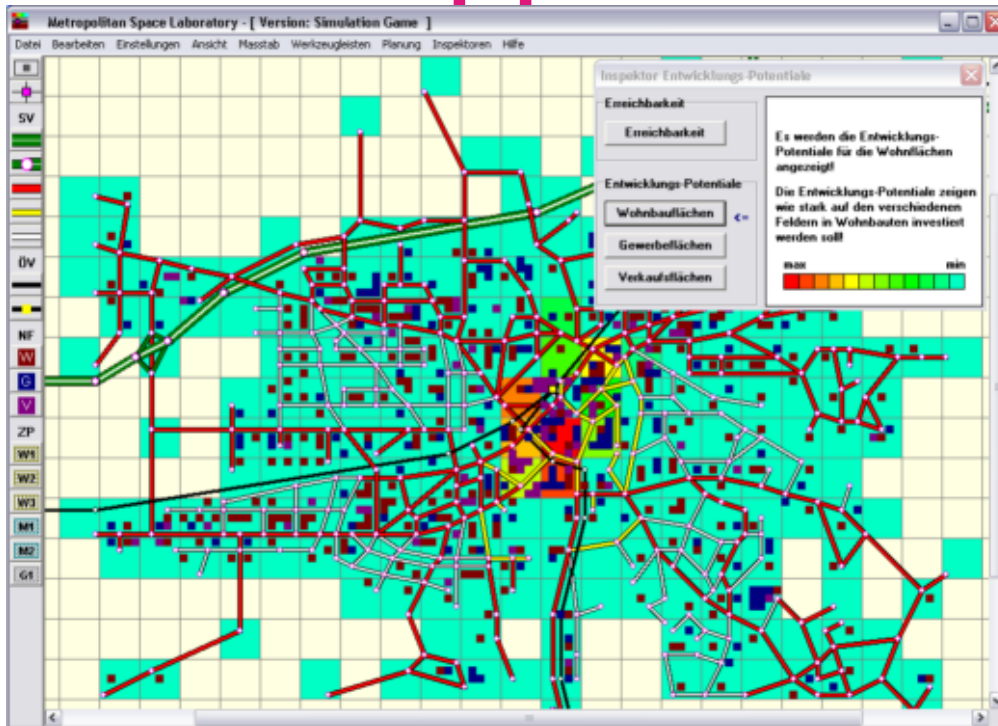 Metropolitan Space Laboratory - [ Version: Simulation Game ]
Datei Bearbeiten Einstellungen Ansicht Masstab Werkzeugleisten Planung Inspektoren Hilfe
SV
ÖV
NF
W
G
V
ZP
W1
W2
W3
M1
M2
G1
Inspektor Entwicklungs-Potentiale
Erreichbarkeit
Erreichbarkeit
Entwicklungs-Potentiale
Wohnbauflächen <=
Gewerbeflächen
Verkaufsflächen
Es werden die Entwicklungs-
Potentiale für die Wohnflächen
angezeigt!
Die Entwicklungs-Potentiale zeigen
wie stark auf den verschiedenen
Feldern in Wohnbauten investiert
werden soll!
max min